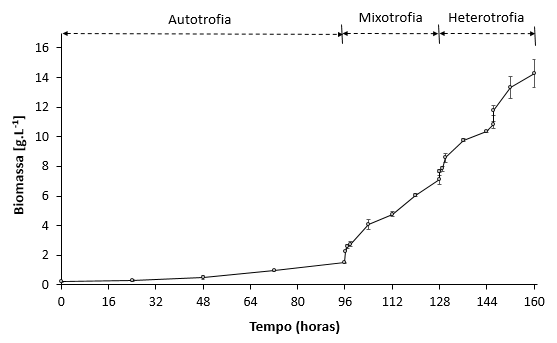 Autotrofia Mixotrofia Heterotrofia
16
14
12
10
8
6
4
2
0
Biomassa [g.L⁻¹]
0 16 32 48 64 80 96 112 128 144 160
Tempo (horas)